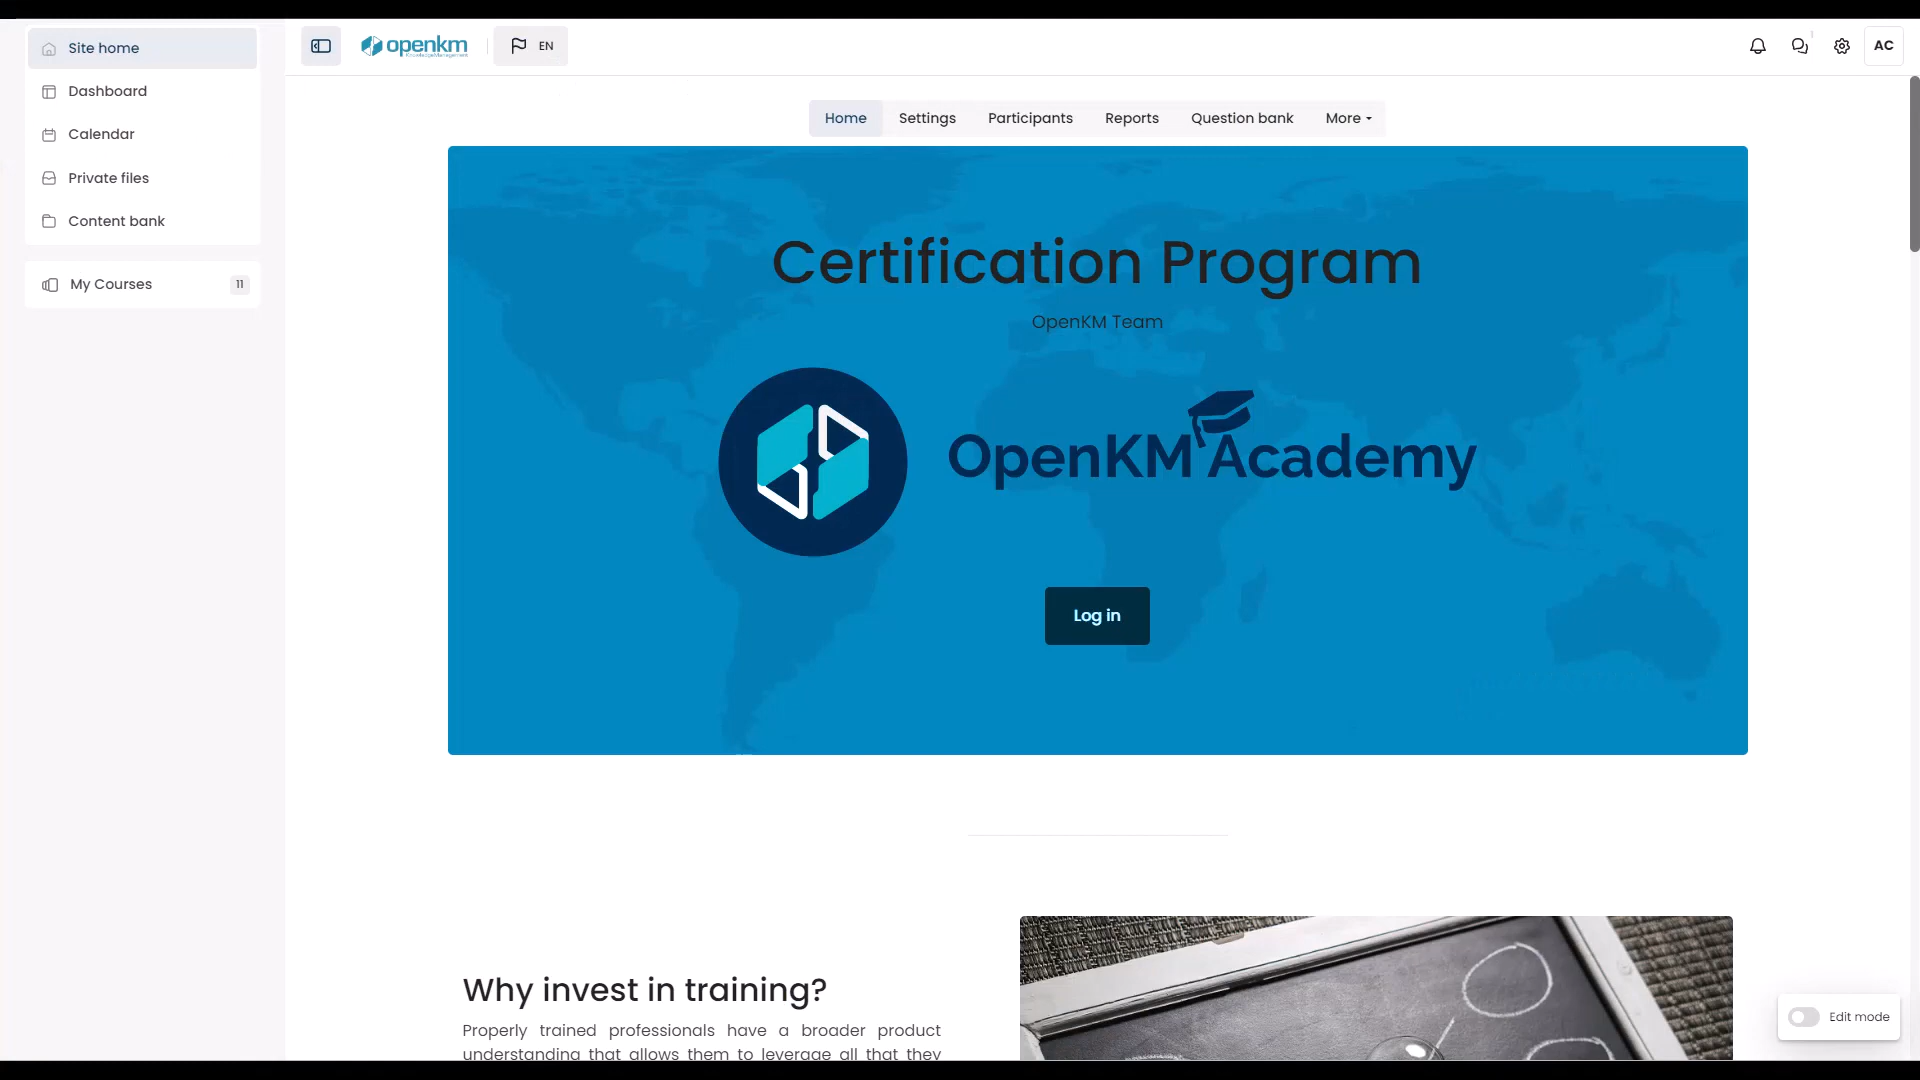 Site home
Dashboard
Calendar
Private files
Content bank
My Courses 11
openkm
EN
AC
Home Settings Participants Reports Question bank More
Certification Program
OpenKM Team
OpenKM Academy
Log in
Why invest in training?
Properly trained professionals have a broader product
understanding that allows them to leverage all that they
Edit mode